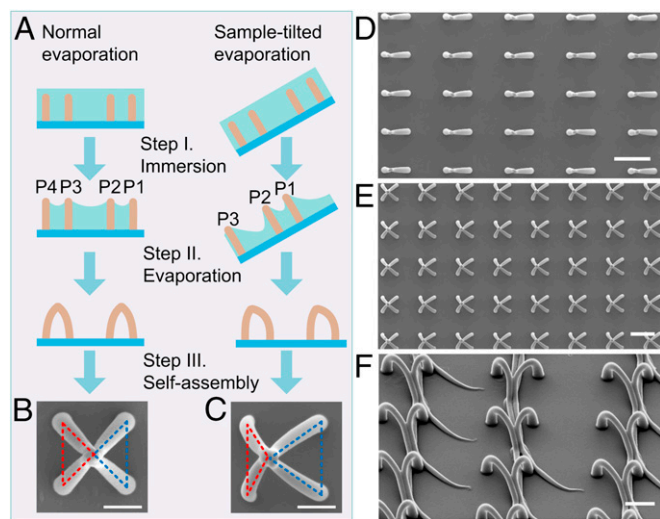 A
Normal
evaporation
Sample-tilted
evaporation
Step I.
Immersion
P4 P3 P2 P1
P3 P2 P1
Step II.
Evaporation
Step III.
Self-assembly
B
C
D
E
F